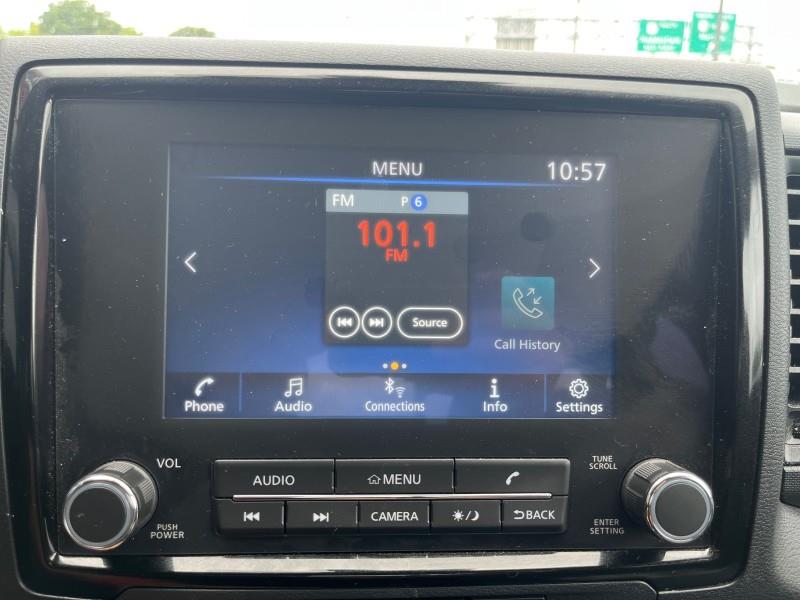 MENU 10:57
FM P 6
101.1
FM
Source
Call History
Phone Audio Connections Info Settings
VOL
TUNE
SCROLL
AUDIO MENU
CAMERA BACK
PUSH
POWER
ENTER
SETTING